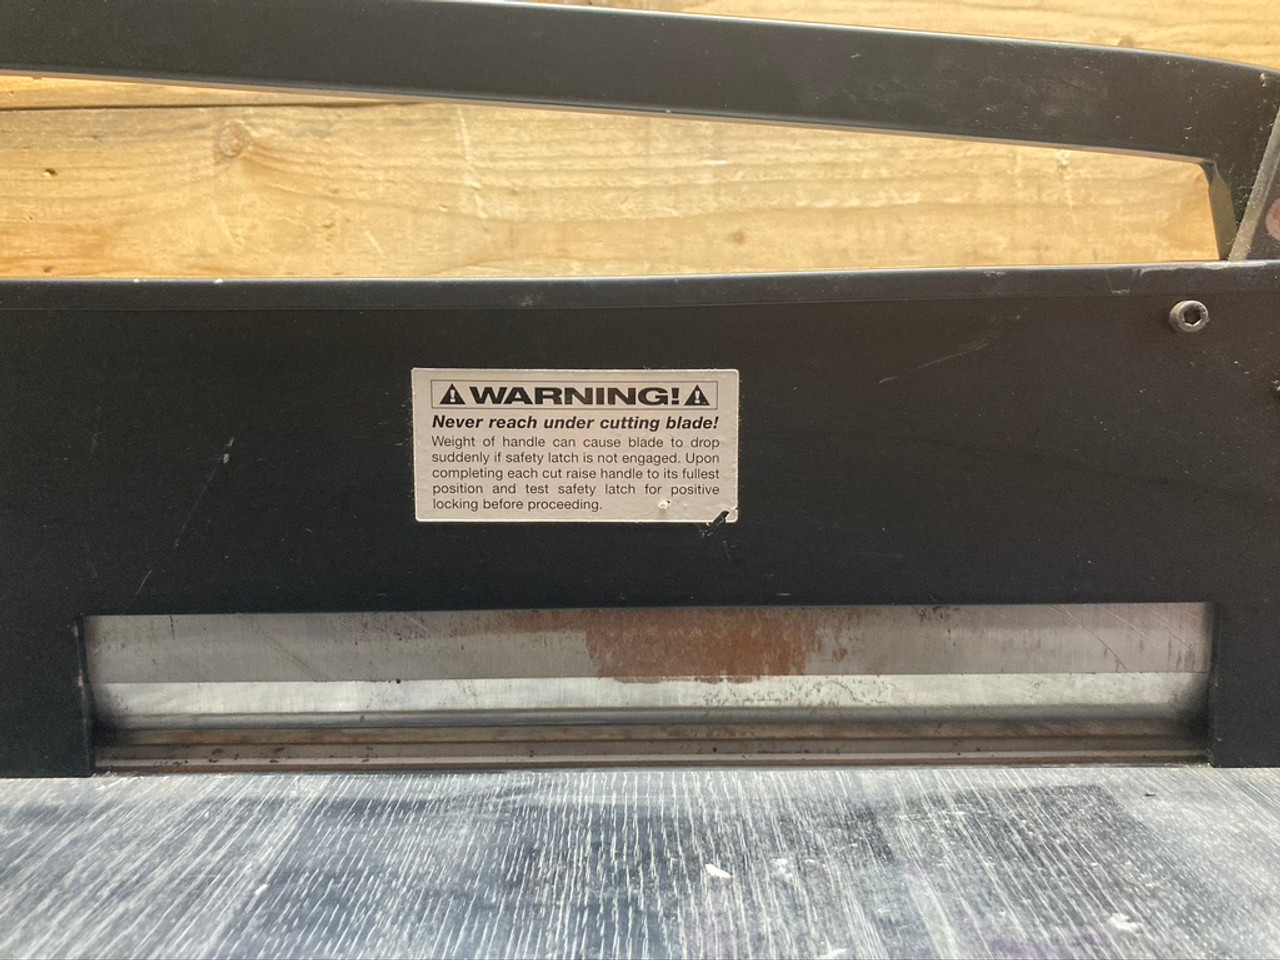 WARNING!
Never reach under cutting blade!
Weight of handle can cause blade to drop
suddenly if safety latch is not engaged. Upon
completing each cut raise handle to its fullest
position and test safety latch for positive
locking before proceeding.